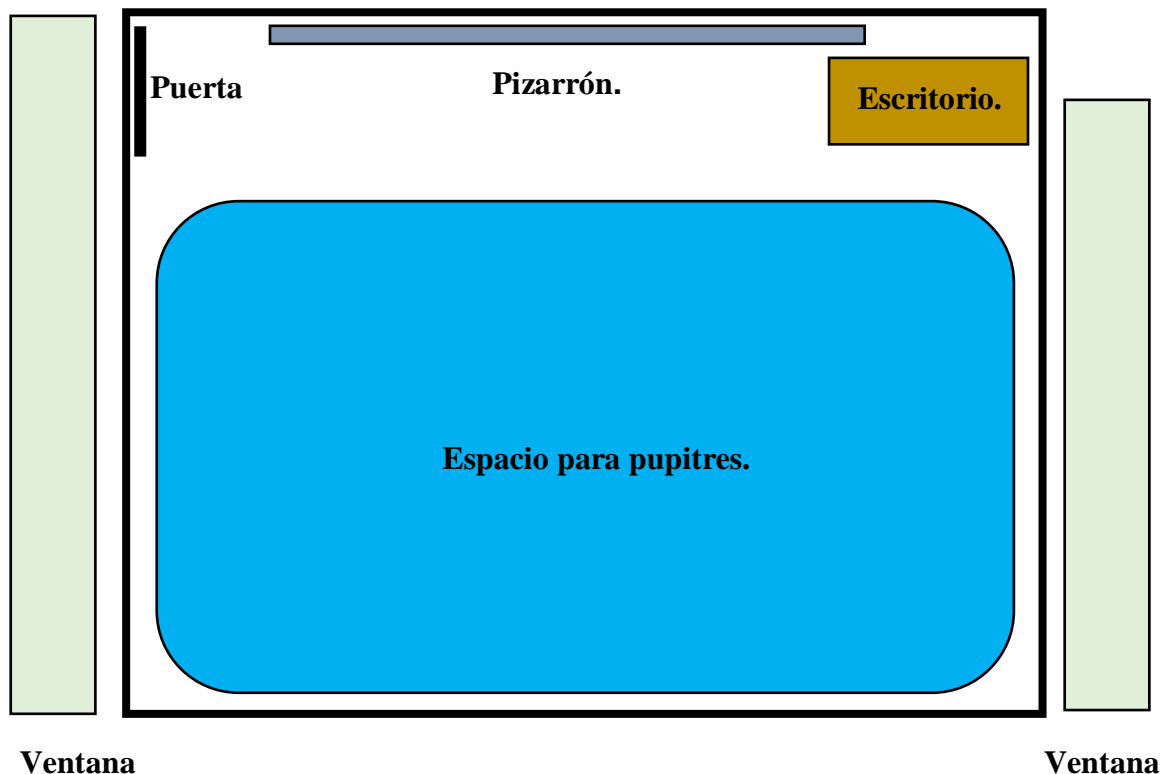 Puerta
Pizarrón.
Escritorio.
Espacio para pupitres.
Ventana
Ventana